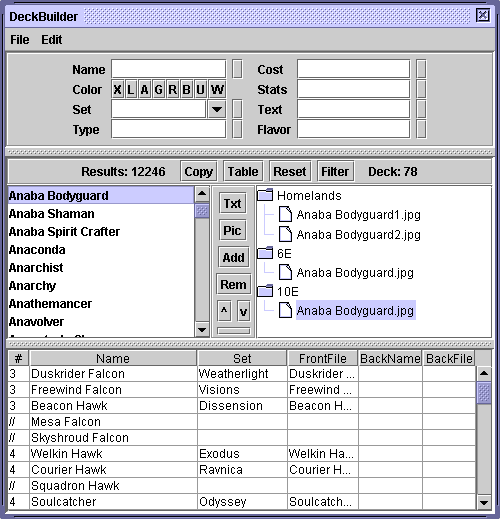 DeckBuilder
File Edit
Name Cost
Color X L A G R B U W Stats
Set Text
Type Flavor
Results: 12246 Copy Table Reset Filter Deck: 78
Anaba Bodyguard
Anaba Shaman
Anaba Spirit Crafter
Anaconda
Anarchist
Anarchy
Anathemancer
Anavolver
Txt
Pic
Add
Rem
^ v
Homelands
Anaba Bodyguard1.jpg
Anaba Bodyguard2.jpg
6E
Anaba Bodyguard.jpg
10E
Anaba Bodyguard.jpg
# Name Set FrontFile BackName BackFile
3 Duskrider Falcon Weatherlight Duskrider ...
3 Freewind Falcon Visions Freewind ...
3 Beacon Hawk Dissension Beacon H...
// Mesa Falcon
// Skyshroud Falcon
4 Welkin Hawk Exodus Welkin Ha...
4 Courier Hawk Ravnica Courier H...
// Squadron Hawk
4 Soulcatcher Odyssey Soulcatch...